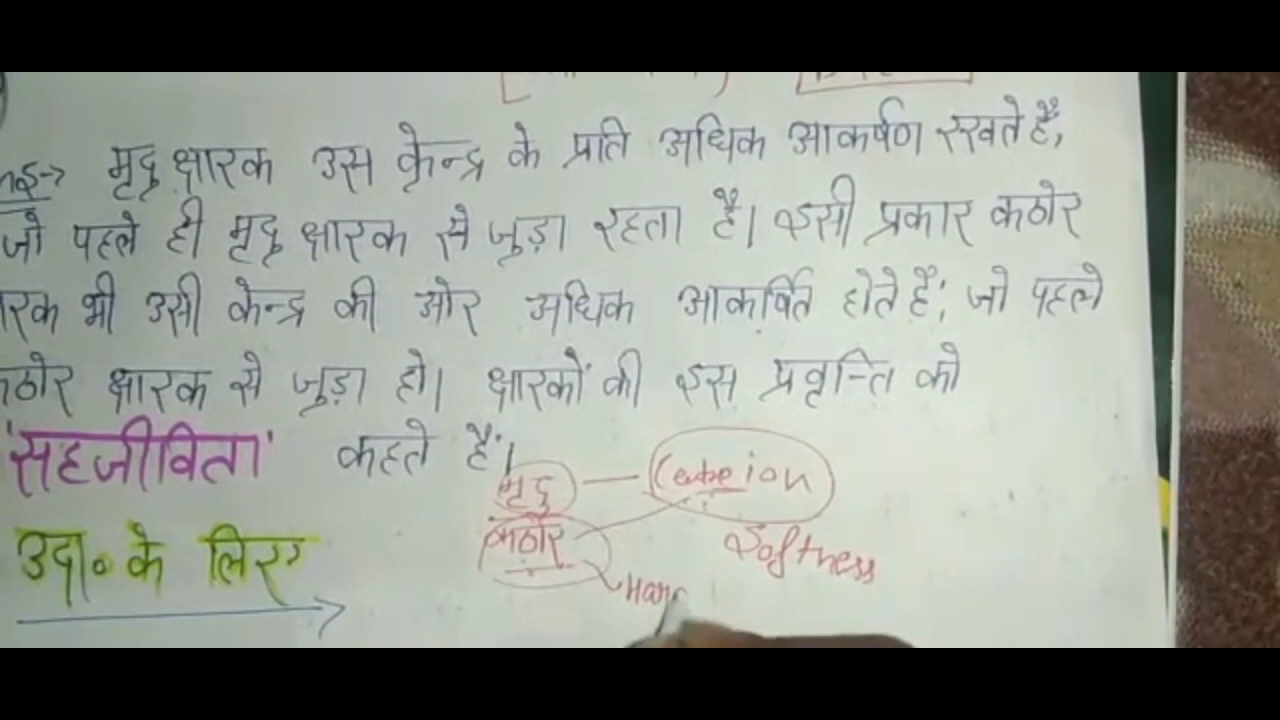 मृदु क्षारक उस केन्द्र के प्रति अधिक आकर्षण रखते हैं,
जो पहले ही मृदु क्षारक से जुड़ा रहता है। इसी प्रकार कठोर
भी उसी केन्द्र की ओर अधिक आकर्षित होते हैं; जो पहले
क्षारक से जुड़ा हो। क्षारकों की इस प्रवृन्ति को
'सहजीविता' कहते हैं।
मृदु
कठोर Softness
उदा० के लिए